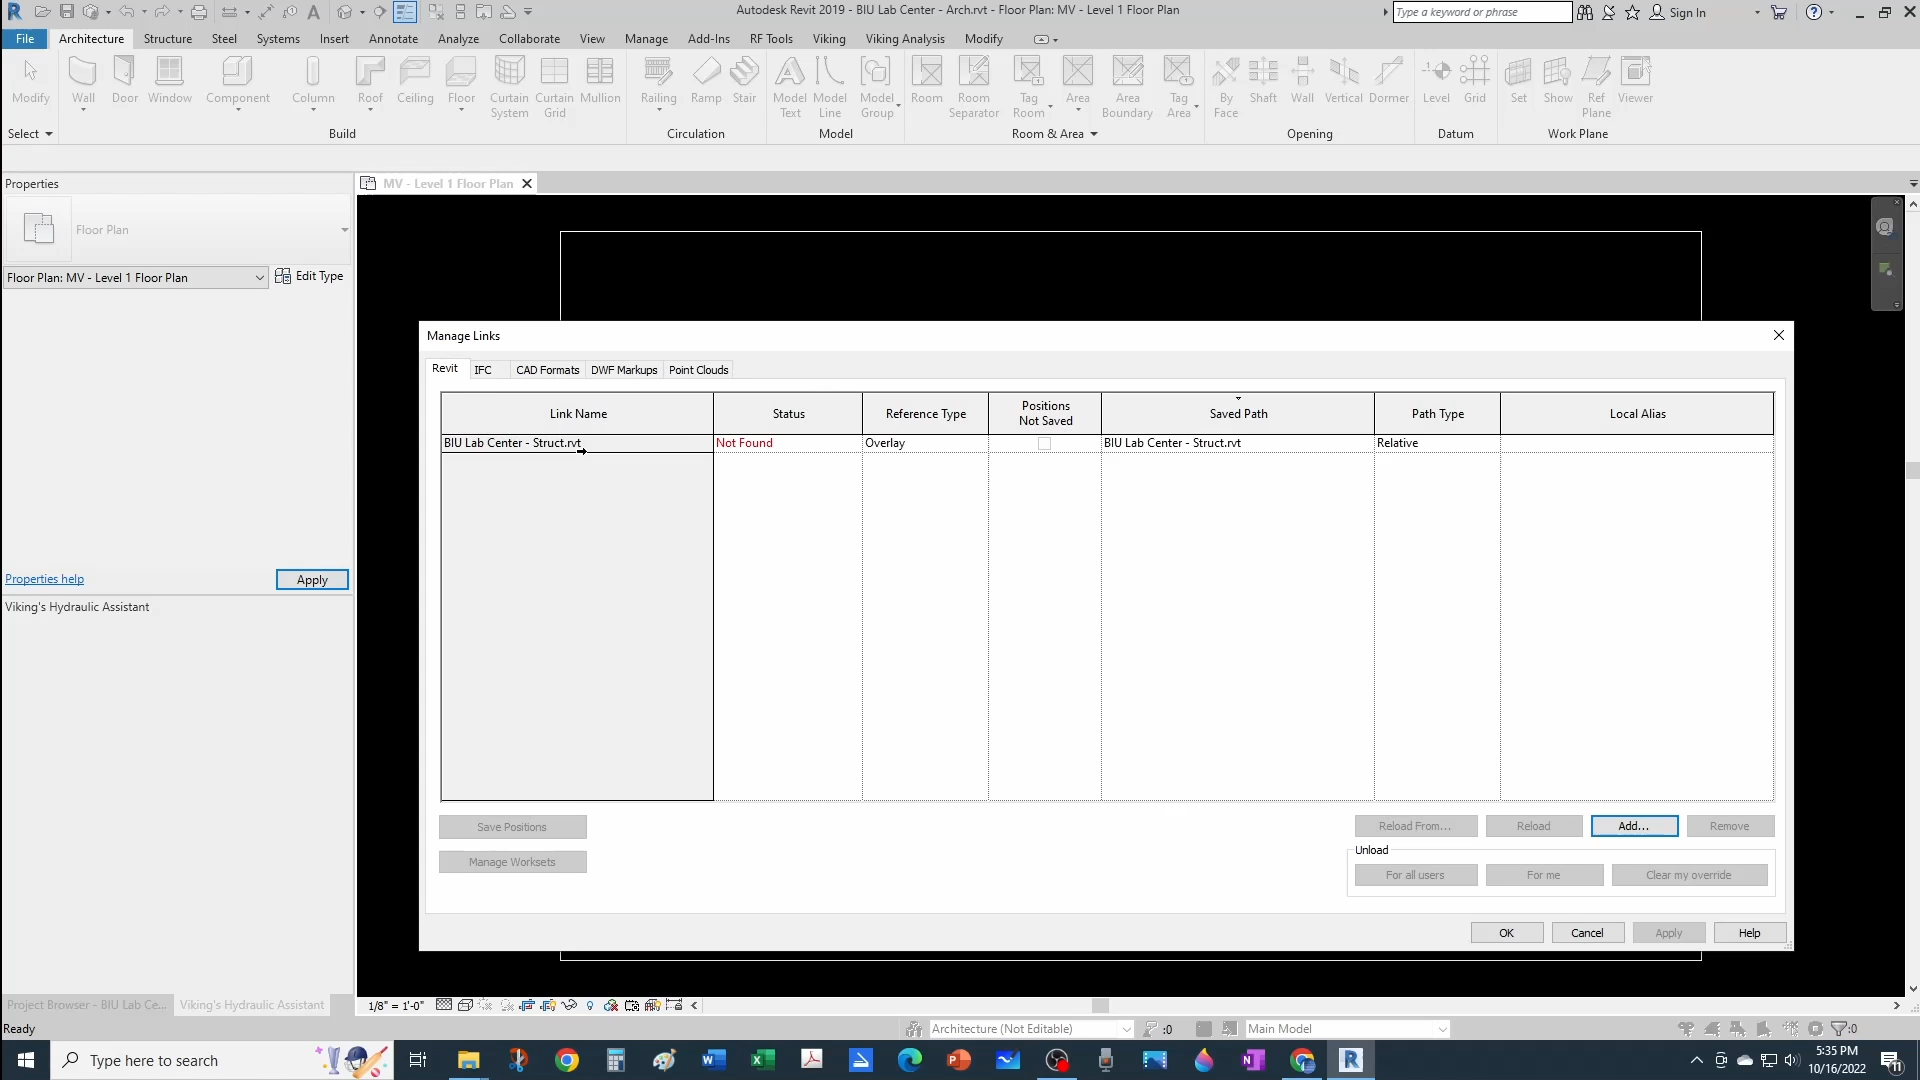 Autodesk Revit 2019 - BIU Lab Center - Arch.rvt - Floor Plan: MV - Level 1 Floor Plan
Type a keyword or phrase
Sign In
File Architecture Structure Steel Systems Insert Annotate Analyze Collaborate View Manage Add-Ins RF Tools Viking Viking Analysis Modify
Modify Wall Door Window Component Column Roof Ceiling Floor Curtain System Curtain Grid Mullion Railing Ramp Stair Model Text Model Line Model Group Room Room Separator Tag Room Area Area Boundary Tag Area By Face Shaft Wall Vertical Dormer Level Grid Set Show Ref Plane Viewer
Select Build Circulation Model Room & Area Opening Datum Work Plane
Properties
MV - Level 1 Floor Plan
Floor Plan
Floor Plan: MV - Level 1 Floor Plan
Edit Type
Properties help
Apply
Viking's Hydraulic Assistant
Manage Links
Revit IFC CAD Formats DWF Markups Point Clouds
Link Name Status Reference Type Positions Not Saved Saved Path Path Type Local Alias
BIU Lab Center - Struct.rvt Not Found Overlay BIU Lab Center - Struct.rvt Relative
Save Positions
Reload From... Reload Add... Remove
Unload
Manage Worksets
For all users For me Clear my override
OK Cancel Apply Help
Project Browser - BIU Lab Ce... Viking's Hydraulic Assistant
1/8" = 1'-0"
Ready
Architecture (Not Editable)
:0
Main Model
:0
Type here to search
5:35 PM
10/16/2022
11